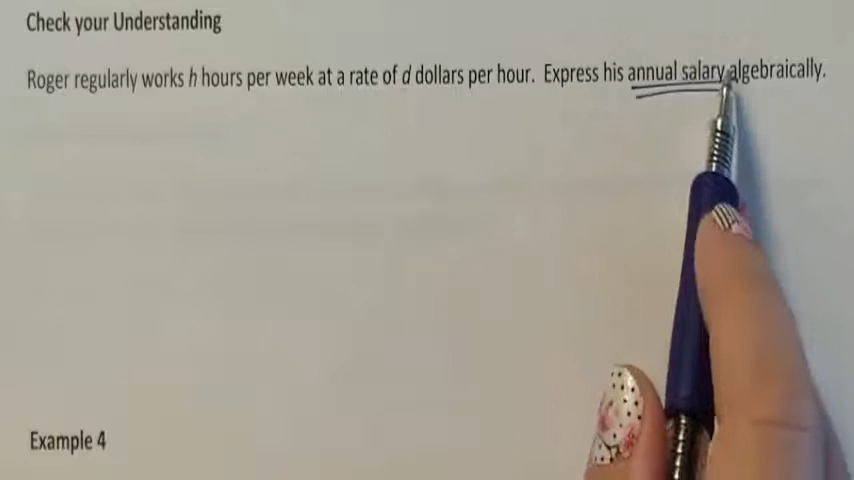 Check your Understanding
Roger regularly works h hours per week at a rate of d dollars per hour. Express his annual salary algebraically.
Example 4